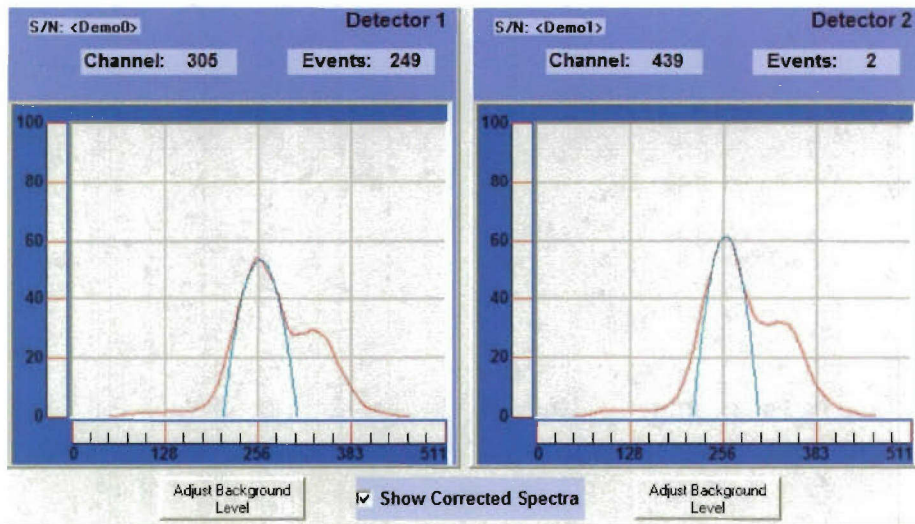 S/N: <Demo0>
Detector 1
Channel: 305
Events: 249
100
80
60
40
20
0
0 128 256 383 511
S/N: <Demo1>
Detector 2
Channel: 439
Events: 2
100
80
60
40
20
0
0 128 256 383 511
Adjust Background
Level
Show Corrected Spectra
Adjust Background
Level